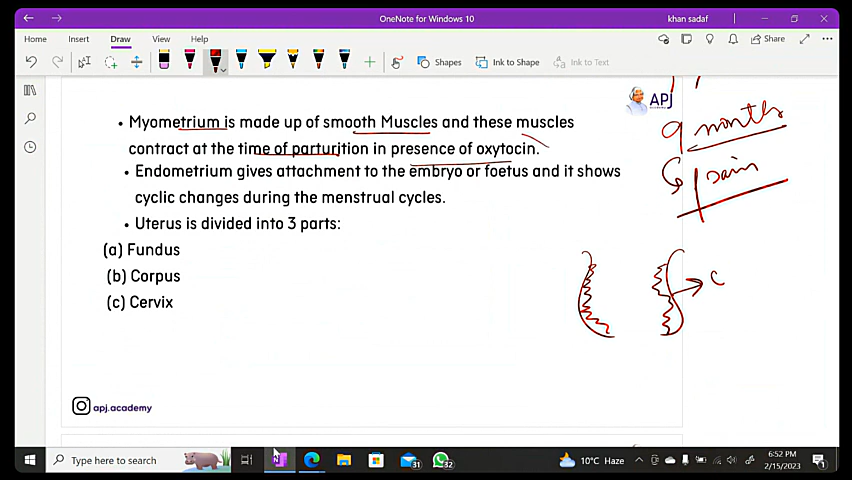 OneNote for Windows 10
khan sadaf
Home Insert Draw View Help
Share
Shapes Ink to Shape Ink to Text
APJ
• Myometrium is made up of smooth Muscles and these muscles
contract at the time of parturition in presence of oxytocin.
9 months
• Endometrium gives attachment to the embryo or foetus and it shows
pain
cyclic changes during the menstrual cycles.
• Uterus is divided into 3 parts:
(a) Fundus
(b) Corpus
C
(c) Cervix
apj.academy
Type here to search
31
32
10°C Haze
6:52 PM
2/15/2023
1